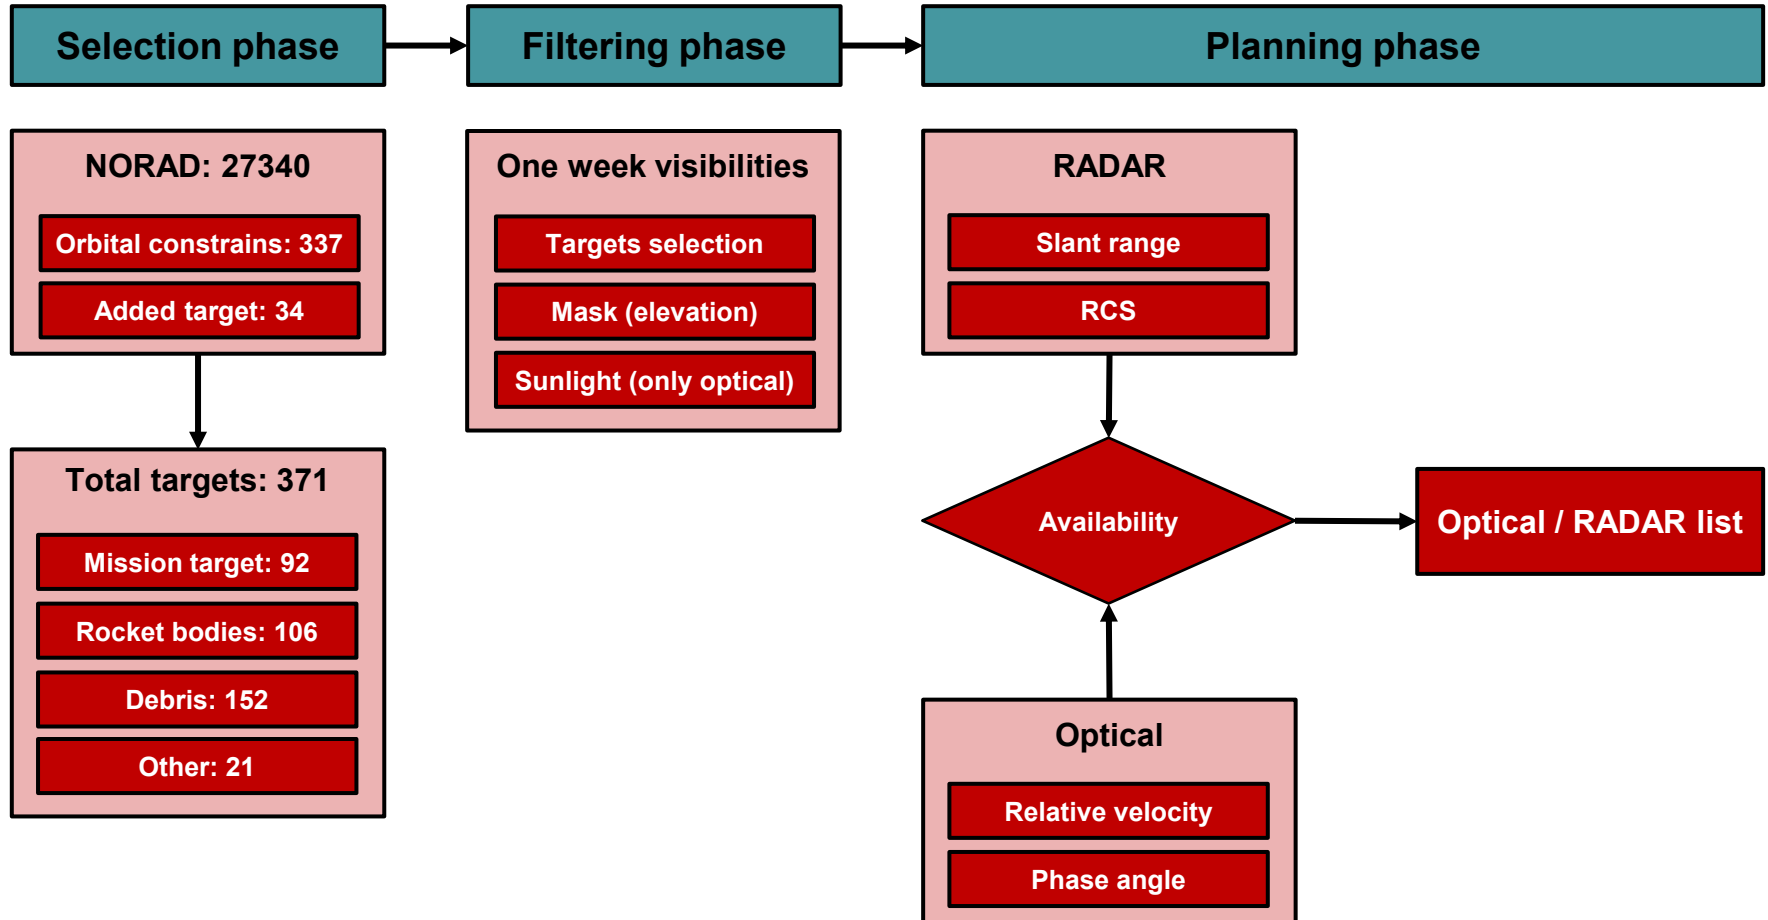 Selection phase
Filtering phase
Planning phase
NORAD: 27340
Orbital constrains: 337
Added target: 34
Total targets: 371
Mission target: 92
Rocket bodies: 106
Debris: 152
Other: 21
One week visibilities
Targets selection
Mask (elevation)
Sunlight (only optical)
RADAR
Slant range
RCS
Availability
Optical / RADAR list
Optical
Relative velocity
Phase angle